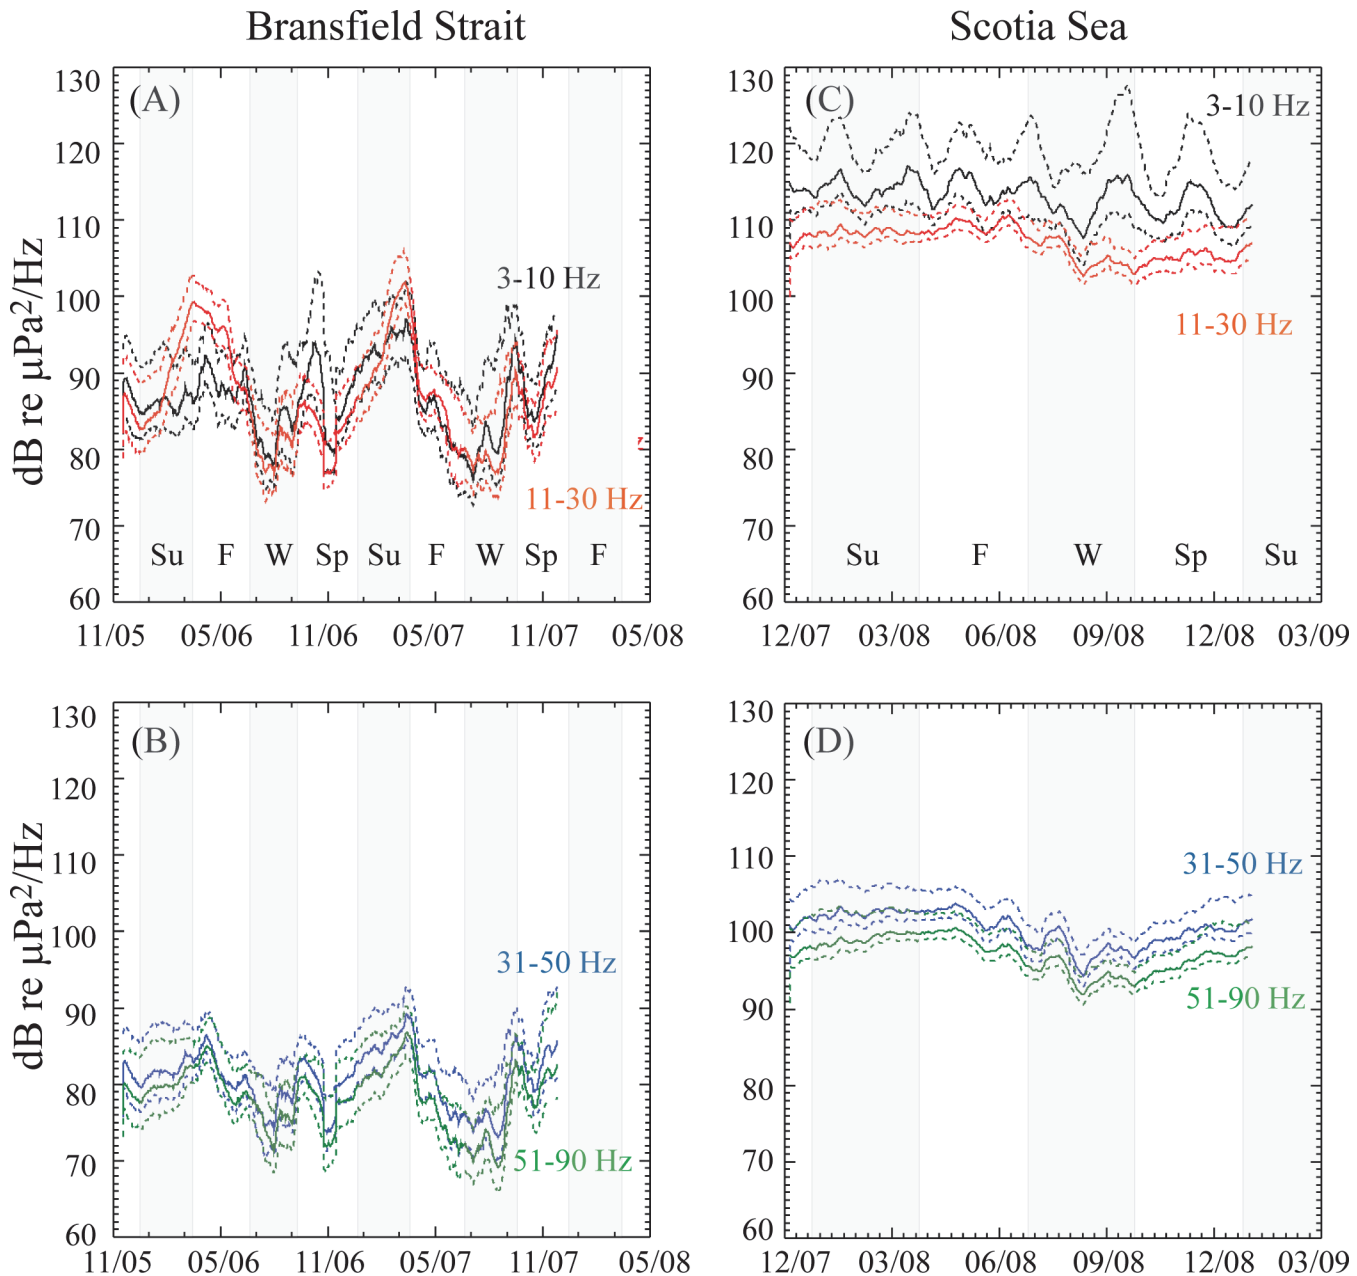 Bransfield Strait
Scotia Sea
(A)
130
120
110
100
90
80
70
60
dB re µPa²/Hz
3-10 Hz
11-30 Hz
z
Su F W Sp Su F W Sp F
11/05 05/06 11/06 05/07 11/07 05/08
(C)
130
120
110
100
90
80
70
60
3-10 Hz
11-30 Hz
Su F W Sp Su
12/07 03/08 06/08 09/08 12/08 03/09
(B)
130
120
110
100
90
80
70
60
dB re µPa²/Hz
31-50 Hz
51-90 Hz
11/05 05/06 11/06 05/07 11/07 05/08
(D)
130
120
110
100
90
80
70
60
31-50 Hz
51-90 Hz
12/07 03/08 06/08 09/08 12/08 03/09